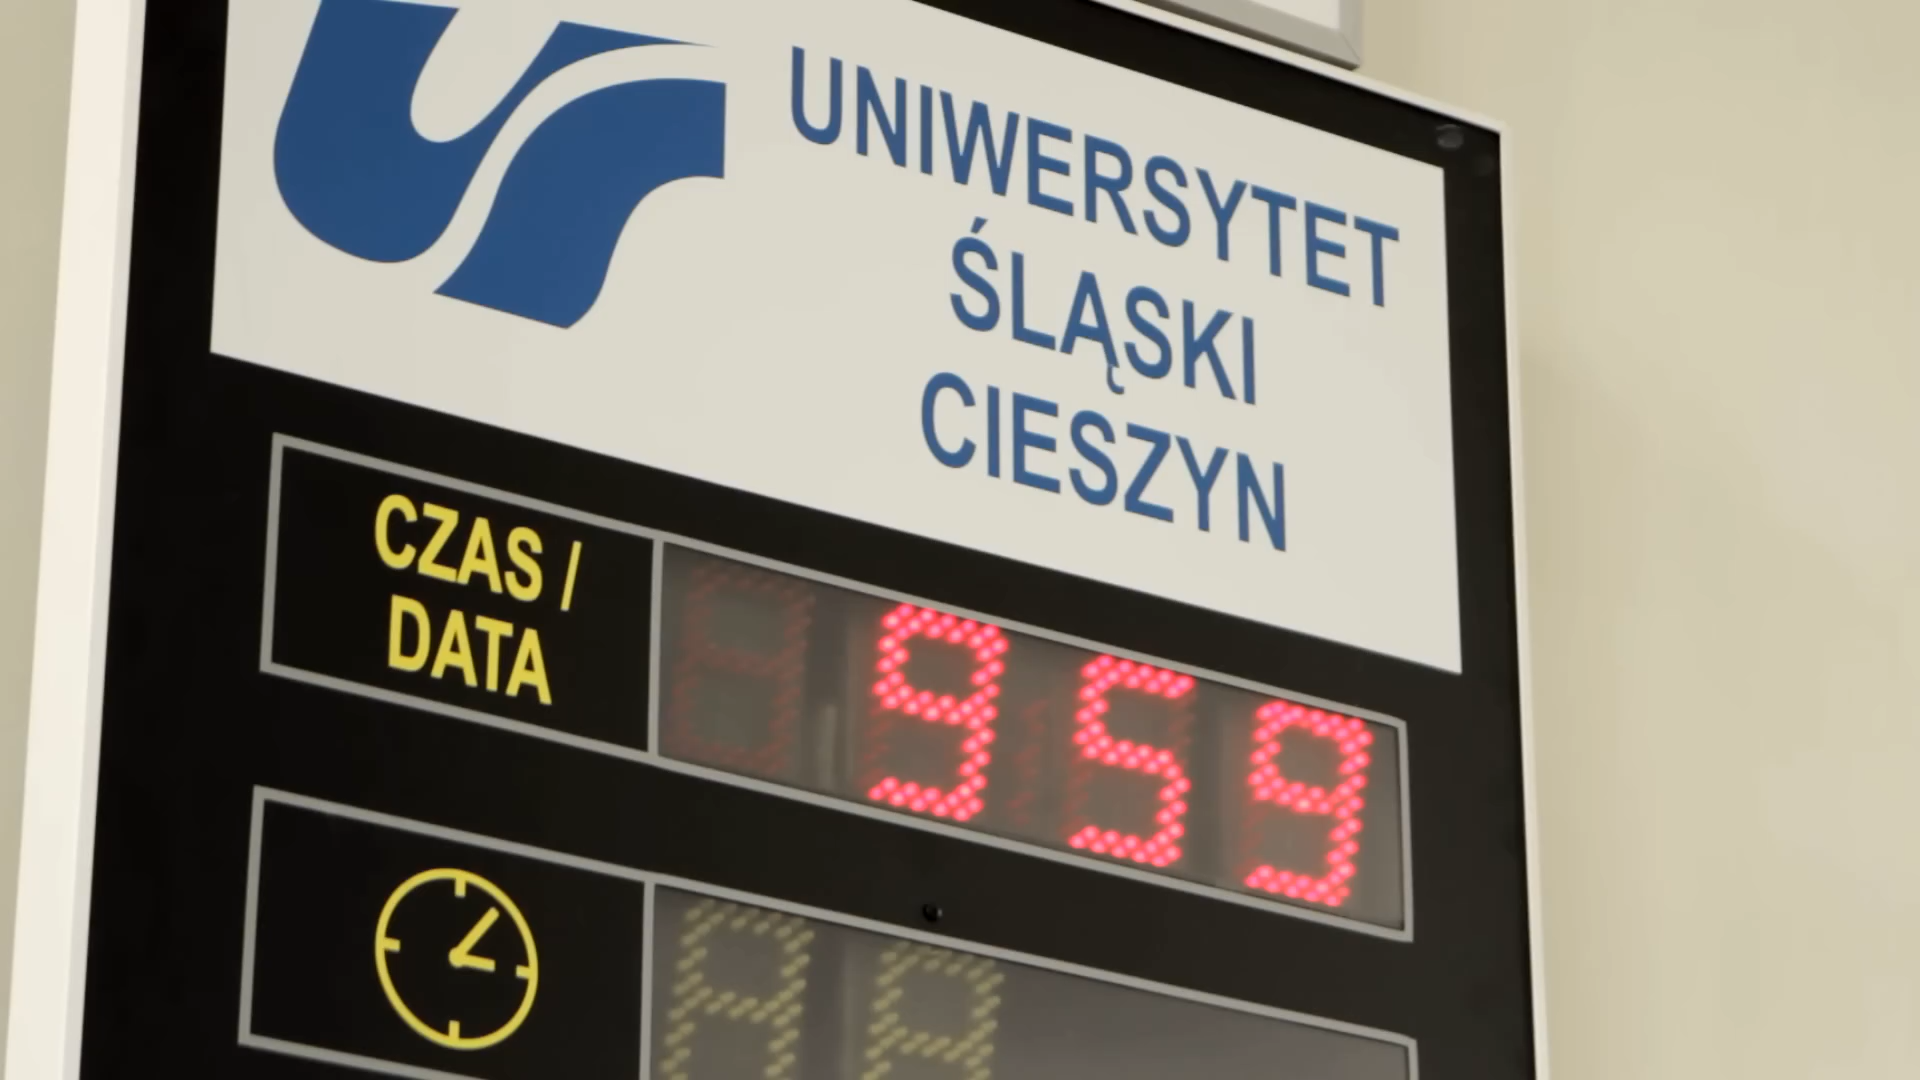 UNIWERSYTET
ŚLĄSKI
CIESZYN
CZAS /
DATA
959